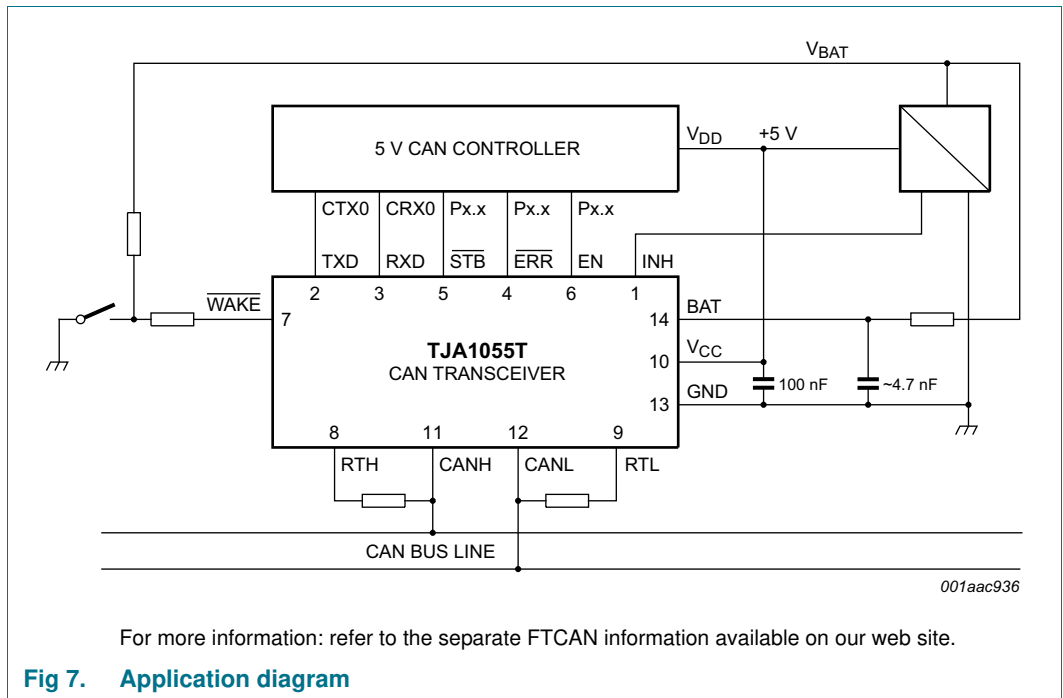 VBAT
5 V CAN CONTROLLER
VDD +5 V
CTX0 CRX0 Px.x Px.x Px.x
TXD RXD STB ERR EN INH
2 3 5 4 6 1
WAKE
7
14 BAT
TJA1055T
CAN TRANSCEIVER
10 VCC
100 nF
~4.7 nF
13 GND
8 11 12 9
RTH CANH CANL RTL
CAN BUS LINE
001aac936
For more information: refer to the separate FTCAN information available on our web site.
Fig 7. Application diagram